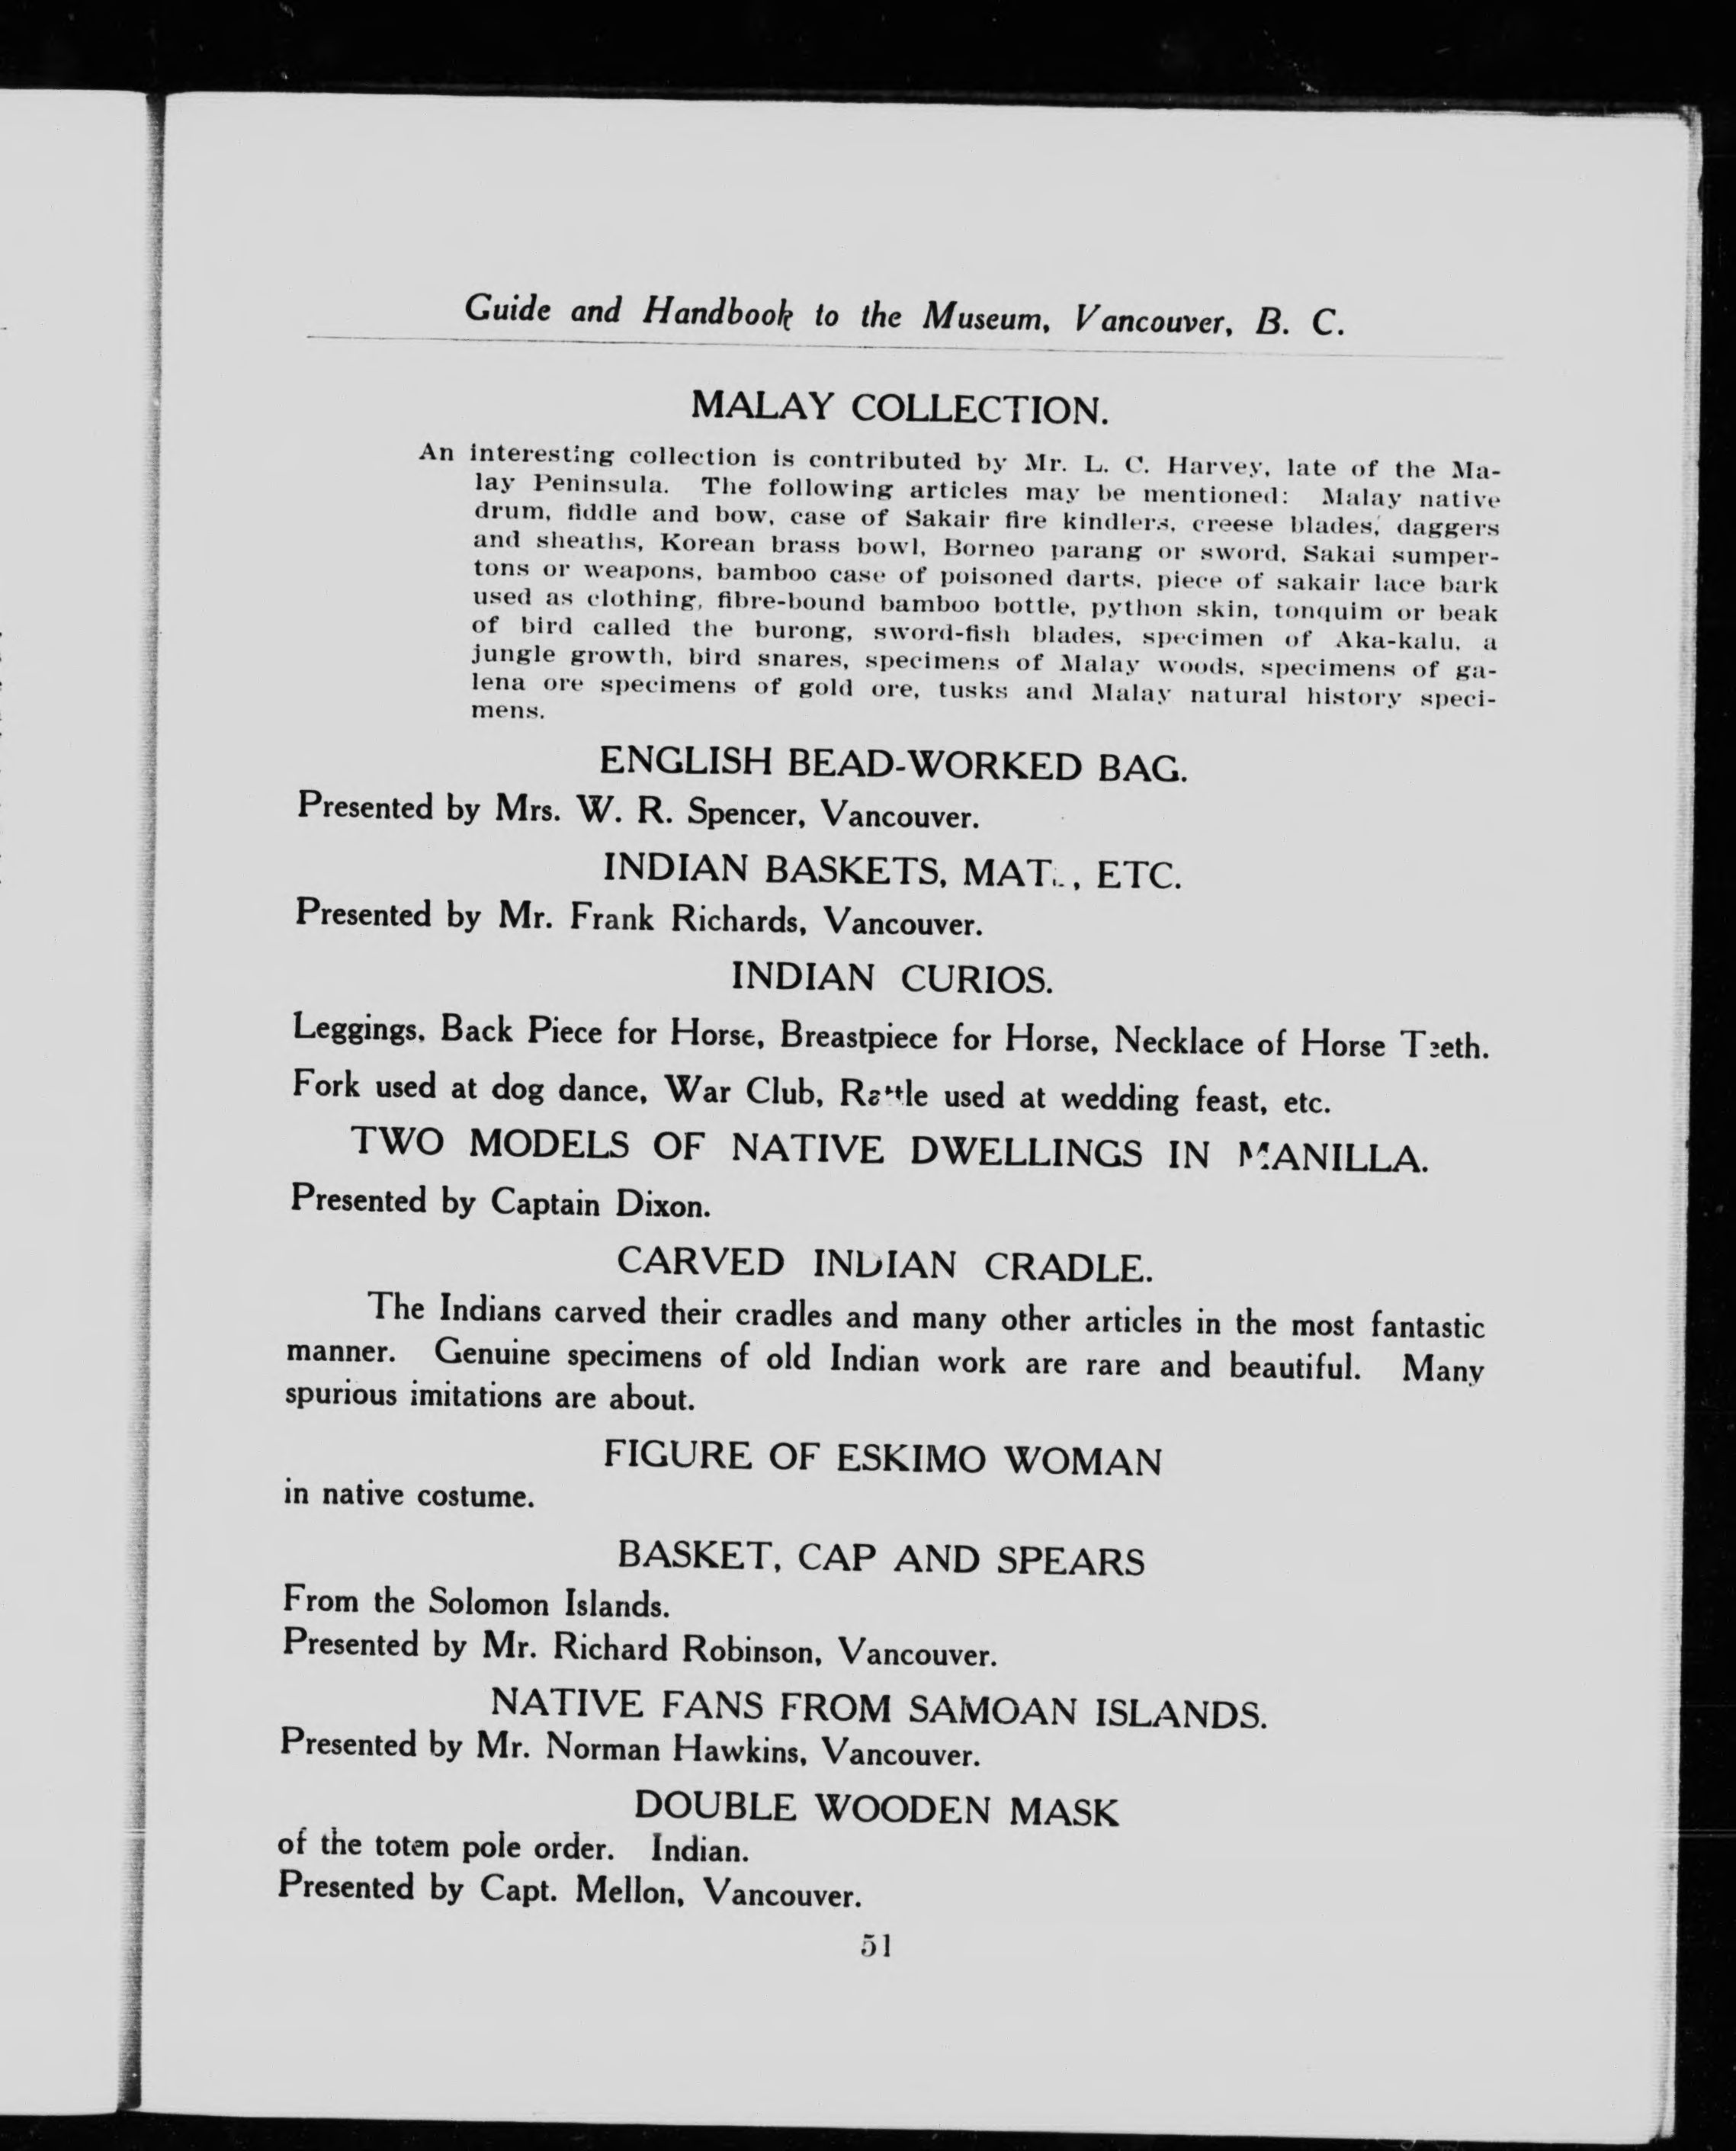 Guide and Handbook to the Museum, Vancouver, B. C.
MALAY COLLECTION.
An interesting collection is contributed by Mr. L. C. Harvey, late of the Ma-
lay Peninsula. The following articles may be mentioned: Malay native
drum, fiddle and bow, case of Sakair fire kindlers, creese blades, daggers
and sheaths, Korean brass bowl, Borneo parang or sword, Sakai sumper-
tons or weapons, bamboo case of poisoned darts, piece of sakair lace bark
used as clothing, fibre-bound bamboo bottle, python skin, tonquim or beak
of bird called the burong, sword-fish blades, specimen of Aka-kalu, a
jungle growth, bird snares, specimens of Malay woods, specimens of ga-
lena ore specimens of gold ore, tusks and Malay natural history speci-
mens.
ENGLISH BEAD-WORKED BAG.
Presented by Mrs. W. R. Spencer, Vancouver.
INDIAN BASKETS, MATS, ETC.
Presented by Mr. Frank Richards, Vancouver.
INDIAN CURIOS.
Leggings, Back Piece for Horse, Breastpiece for Horse, Necklace of Horse Teeth.
Fork used at dog dance, War Club, Rattle used at wedding feast, etc.
TWO MODELS OF NATIVE DWELLINGS IN MANILLA.
Presented by Captain Dixon.
CARVED INDIAN CRADLE.
The Indians carved their cradles and many other articles in the most fantastic
manner. Genuine specimens of old Indian work are rare and beautiful. Many
spurious imitations are about.
FIGURE OF ESKIMO WOMAN
in native costume.
BASKET, CAP AND SPEARS
From the Solomon Islands.
Presented by Mr. Richard Robinson, Vancouver.
NATIVE FANS FROM SAMOAN ISLANDS.
Presented by Mr. Norman Hawkins, Vancouver.
DOUBLE WOODEN MASK
of the totem pole order. Indian.
Presented by Capt. Mellon, Vancouver.
51